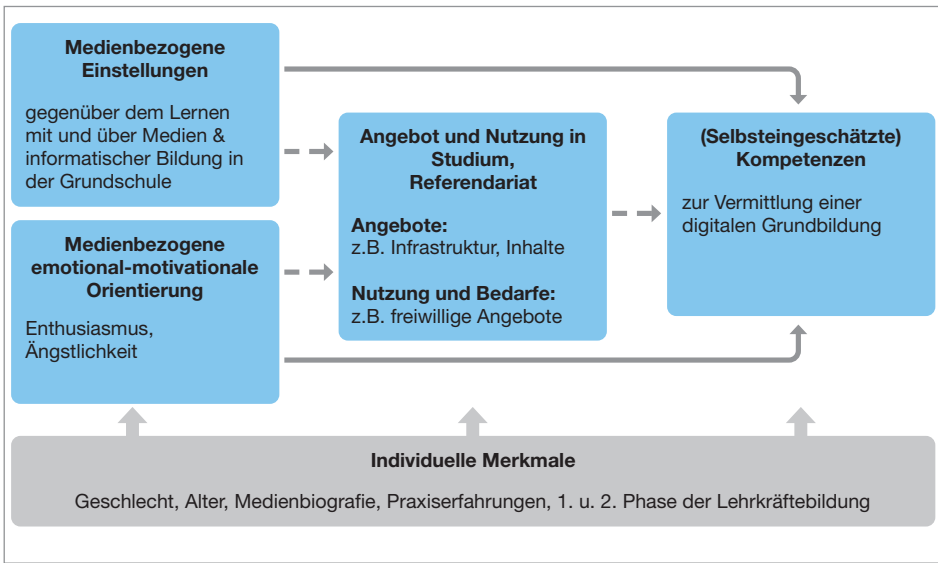 Medienbezogene
Einstellungen
gegenüber dem Lernen
mit und über Medien &
informatischer Bildung in
der Grundschule
Medienbezogene
emotional-motivationale
Orientierung
Enthusiasmus,
Ängstlichkeit
Angebot und Nutzung in
Studium,
Referendariat
Angebote:
z.B. Infrastruktur, Inhalte
Nutzung und Bedarfe:
z.B. freiwillige Angebote
(Selbsteingeschätzte)
Kompetenzen
zur Vermittlung einer
digitalen Grundbildung
Individuelle Merkmale
Geschlecht, Alter, Medienbiografie, Praxiserfahrungen, 1. u. 2. Phase der Lehrkräftebildung